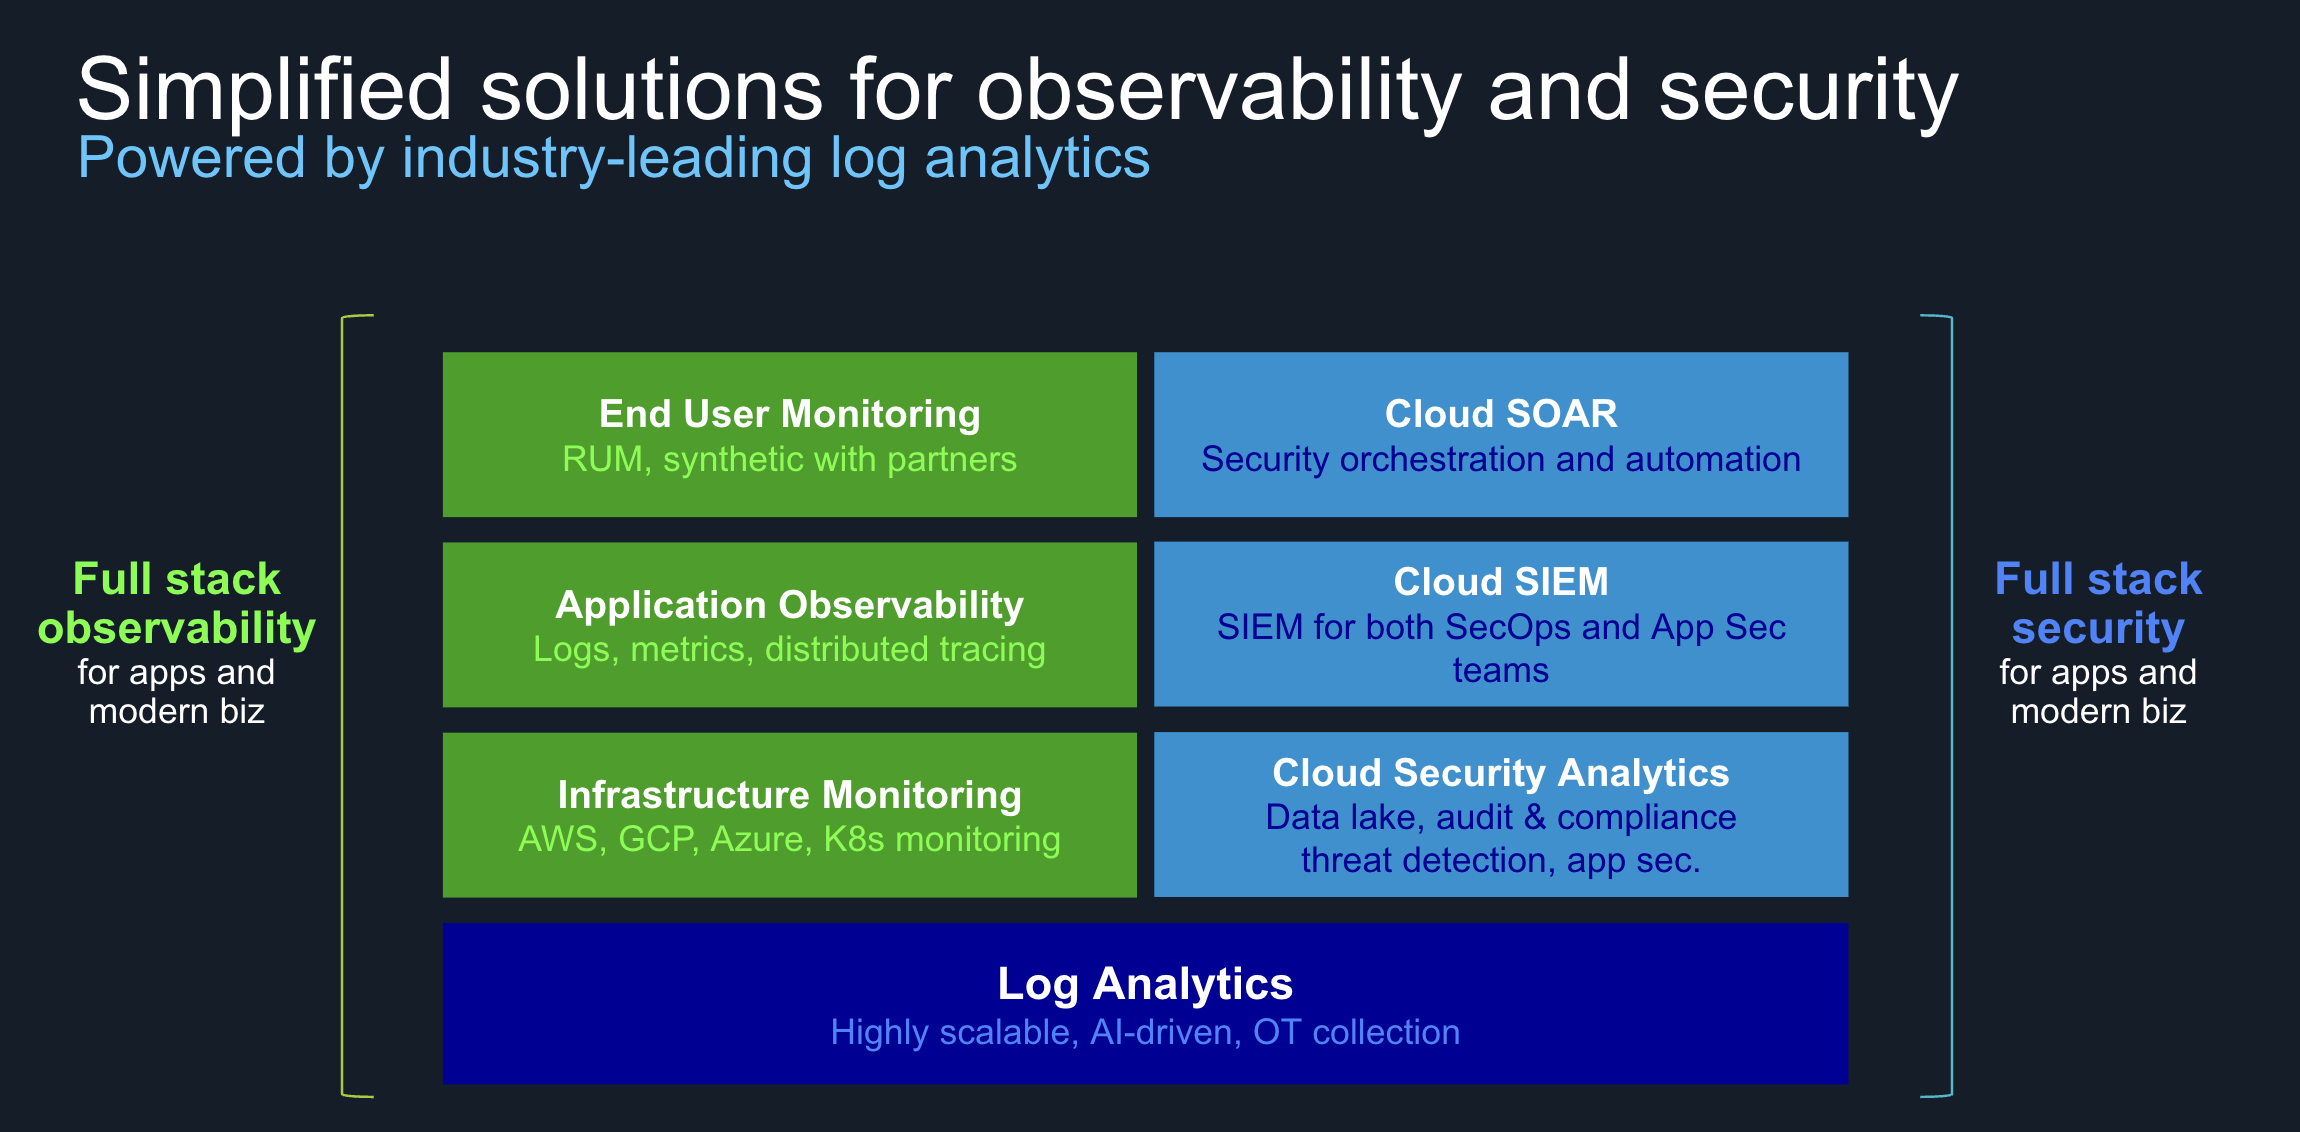 Simplified solutions for observability and security
Powered by industry-leading log analytics
Full stack
observability
for apps and
modern biz
End User Monitoring
RUM, synthetic with partners
Application Observability
Logs, metrics, distributed tracing
Infrastructure Monitoring
AWS, GCP, Azure, K8s monitoring
Cloud SOAR
Security orchestration and automation
Cloud SIEM
SIEM for both SecOps and App Sec
teams
Cloud Security Analytics
Data lake, audit & compliance
threat detection, app sec.
Log Analytics
Highly scalable, AI-driven, OT collection
Full stack
security
for apps and
modern biz